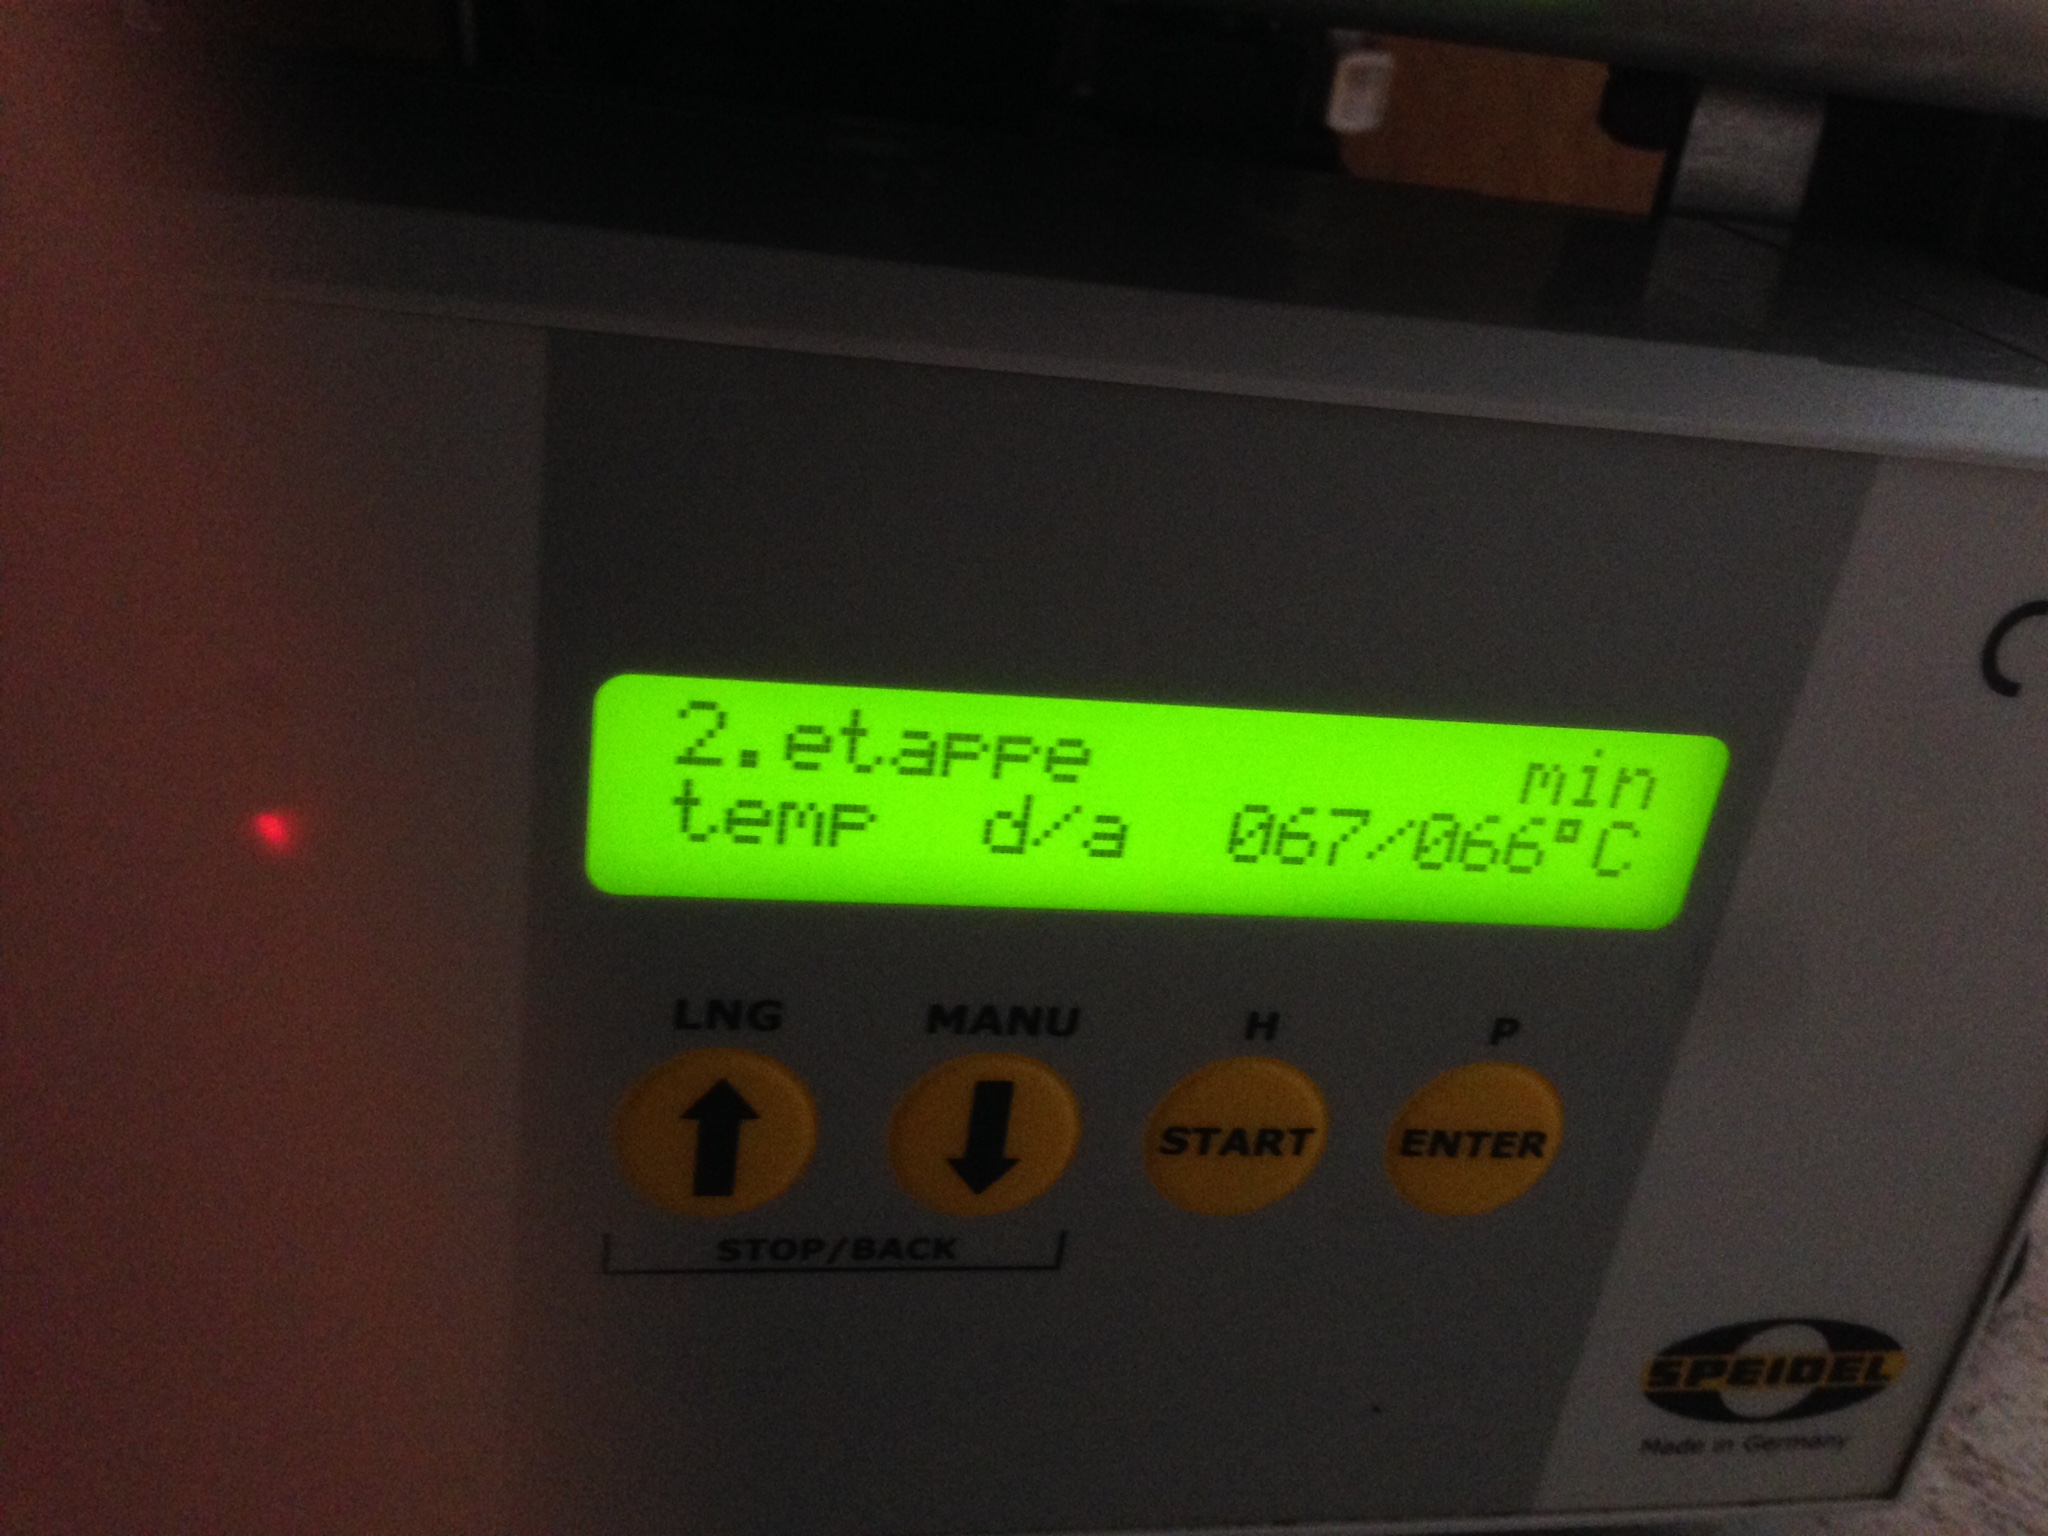 2.etappe min
temp d/a 067/066°C
LNG MANU H P
START ENTER
STOP/BACK
SPEIDEL
Made in Germany